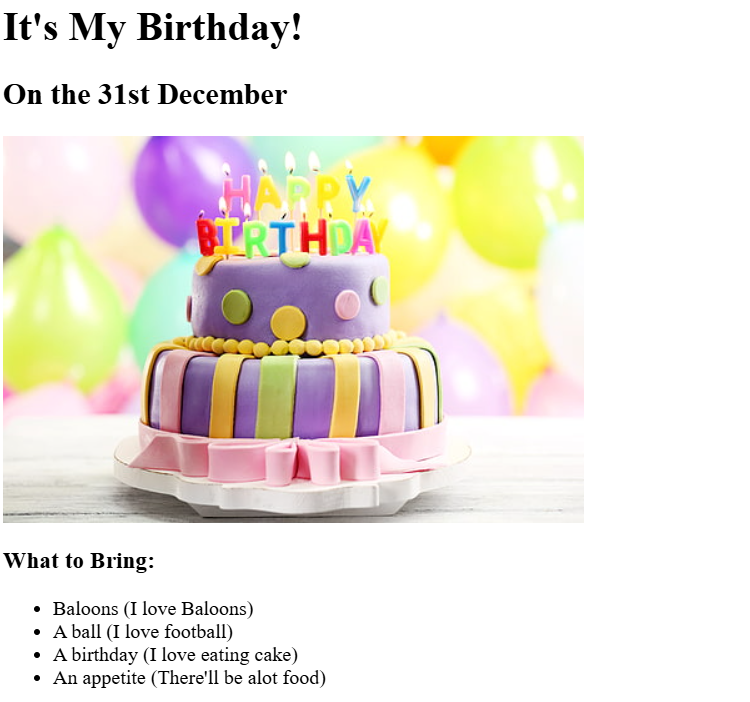 It's My Birthday!
On the 31st December
HAPPY
BIRTHDAY
What to Bring:
• Baloons (I love Baloons)
• A ball (I love football)
• A birthday (I love eating cake)
• An appetite (There'll be alot food)